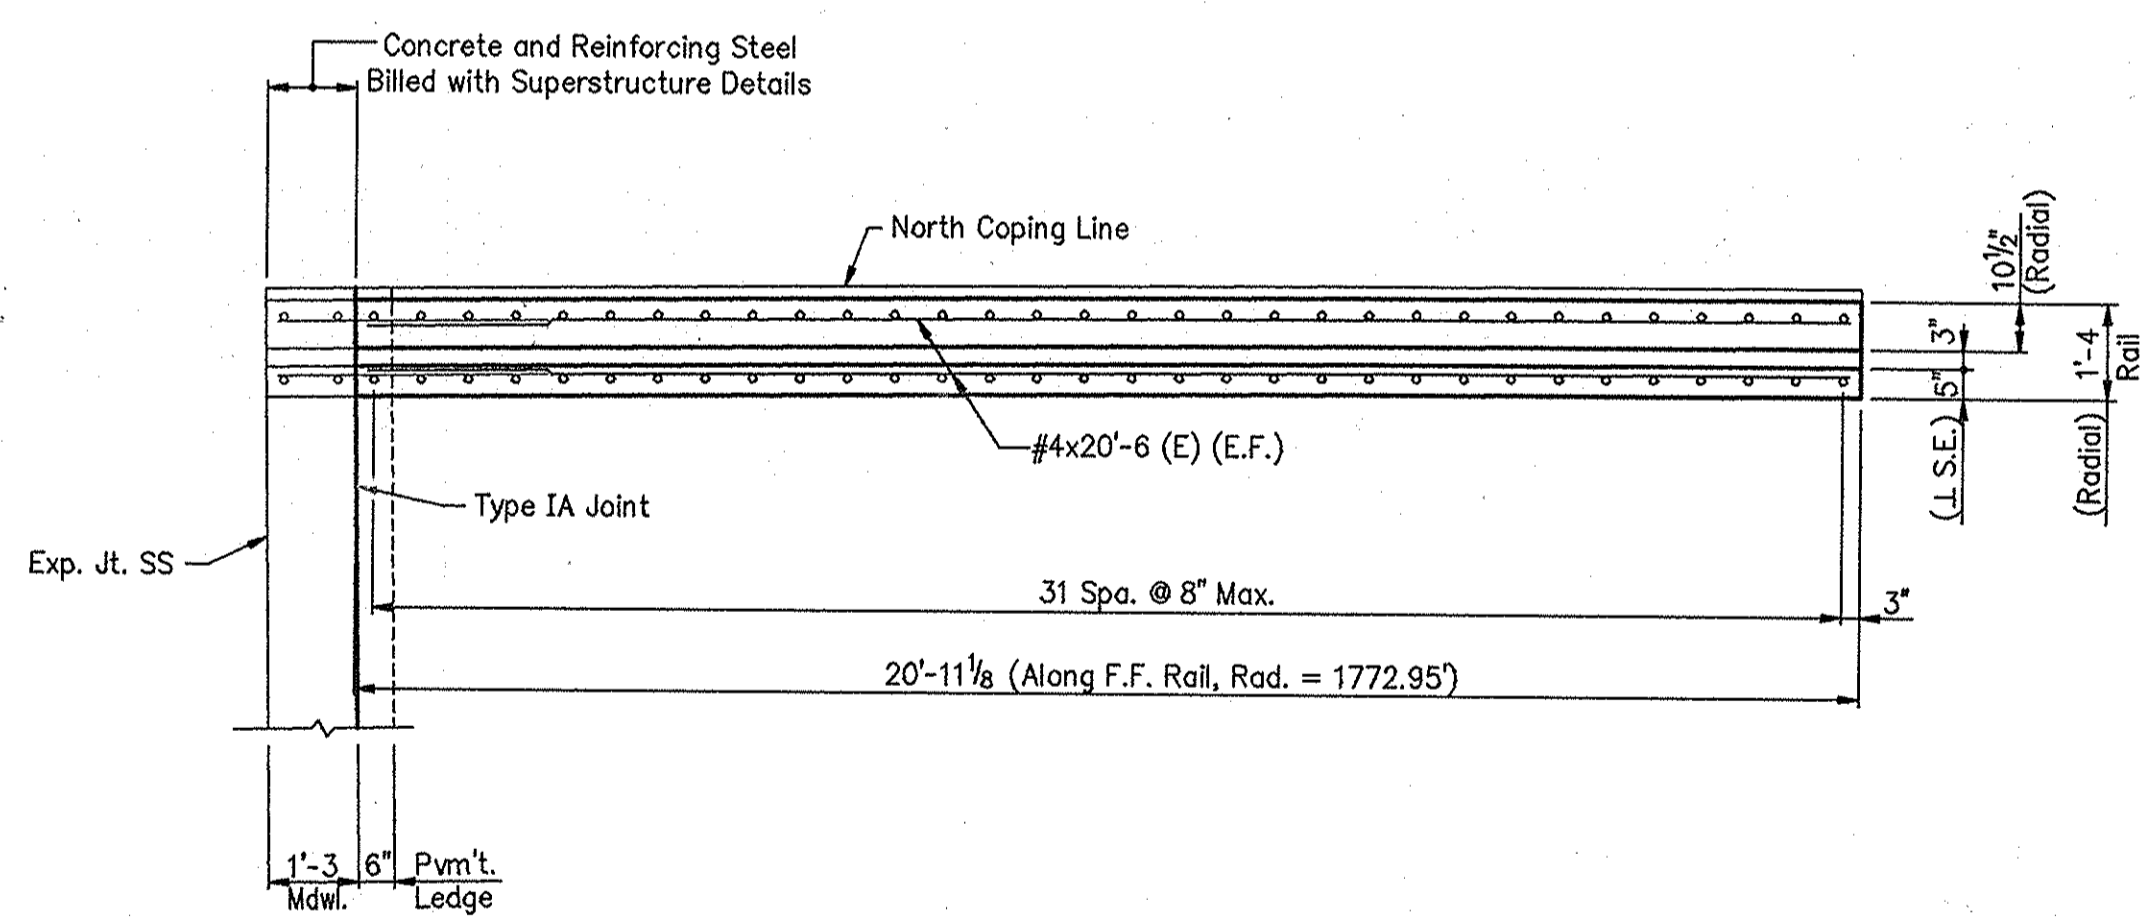 Concrete and Reinforcing Steel
Billed with Superstructure Details
North Coping Line
10½"
(Radial)
3"
5"
(⊥ S.E.)
1'-4
Rail
(Radial)
#4x20'-6 (E) (E.F.)
Type IA Joint
Exp. Jt. SS
31 Spa. @ 8" Max.
3"
20'-11⅛ (Along F.F. Rail, Rad. = 1772.95')
1'-3
Mdwl.
6"
Pvm't.
Ledge